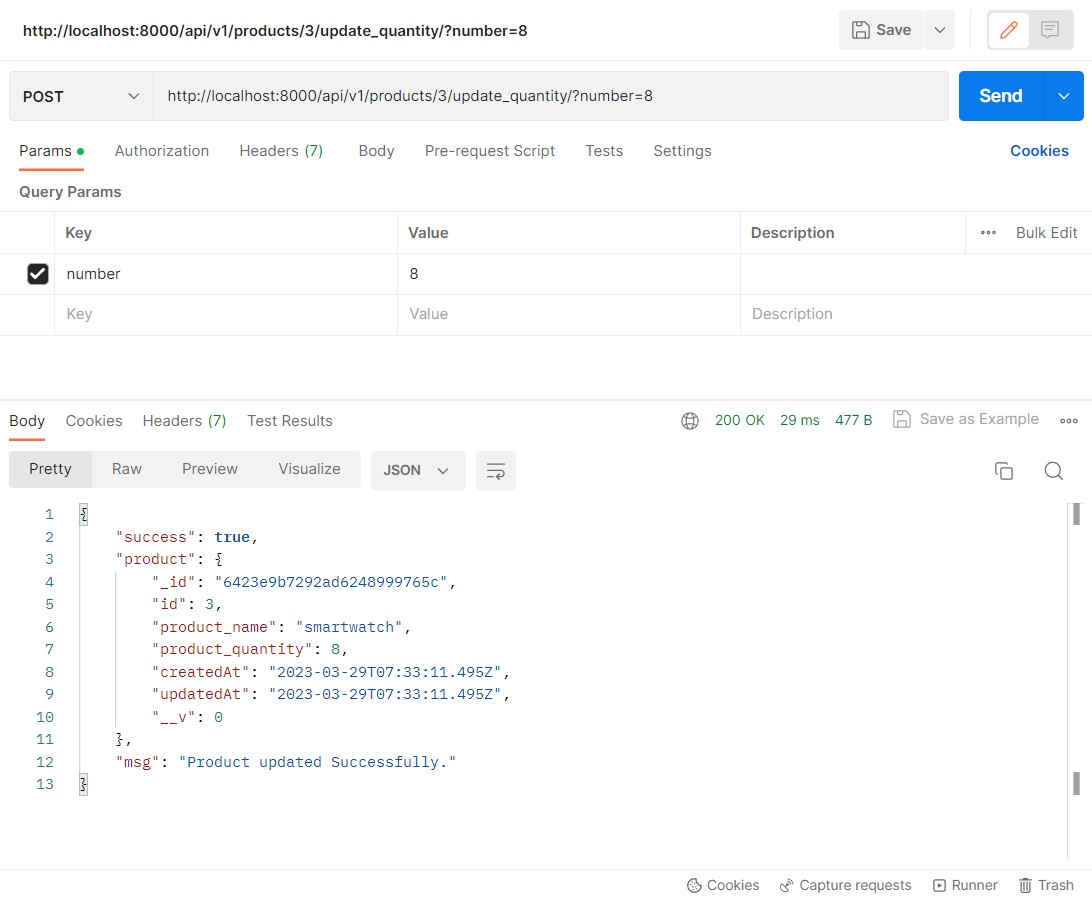 http://localhost:8000/api/v1/products/3/update_quantity/?number=8 Save
POST http://localhost:8000/api/v1/products/3/update_quantity/?number=8 Send
Params Authorization Headers (7) Body Pre-request Script Tests Settings Cookies
Query Params
Key Value Description Bulk Edit
number 8
Key Value Description
Body Cookies Headers (7) Test Results 200 OK 29 ms 477 B Save as Example
Pretty Raw Preview Visualize JSON
1 {
2 "success": true,
3 "product": {
4 "_id": "6423e9b7292ad6248999765c",
5 "id": 3,
6 "product_name": "smartwatch",
7 "product_quantity": 8,
8 "createdAt": "2023-03-29T07:33:11.495Z",
9 "updatedAt": "2023-03-29T07:33:11.495Z",
10 "__v": 0
11 },
12 "msg": "Product updated Successfully."
13 }
Cookies Capture requests Runner Trash